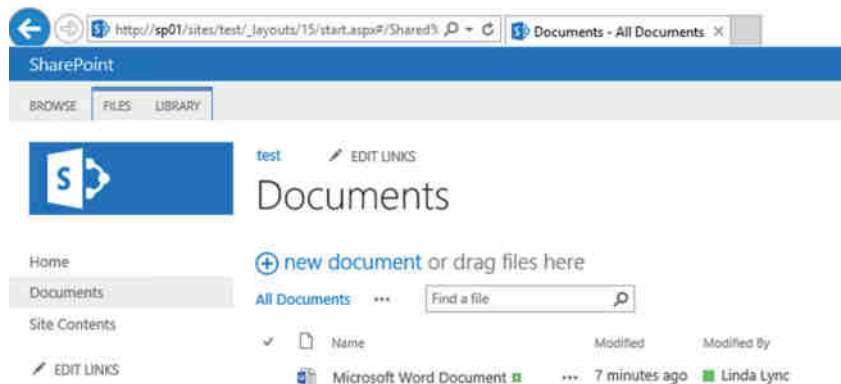 http://sp01/sites/test/_layouts/15/start.aspx#/Shared% Documents - All Documents
SharePoint
BROWSE FILES LIBRARY
S
test EDIT LINKS
Documents
new document or drag files here
Home
Documents
All Documents ... Find a file
Site Contents
Name Modified Modified By
EDIT LINKS
Microsoft Word Document ... 7 minutes ago Linda Lync